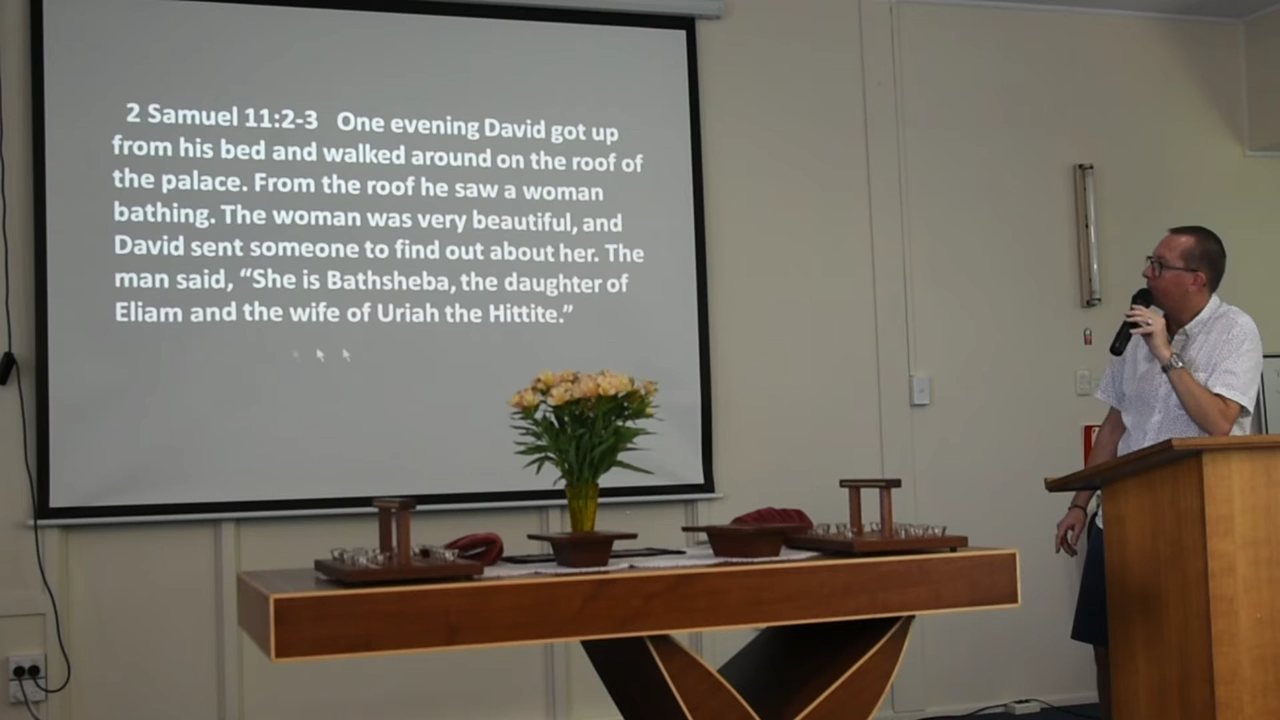 2 Samuel 11:2-3 One evening David got up
from his bed and walked around on the roof of
the palace. From the roof he saw a woman
bathing. The woman was very beautiful, and
David sent someone to find out about her. The
man said, “She is Bathsheba, the daughter of
Eliam and the wife of Uriah the Hittite.”